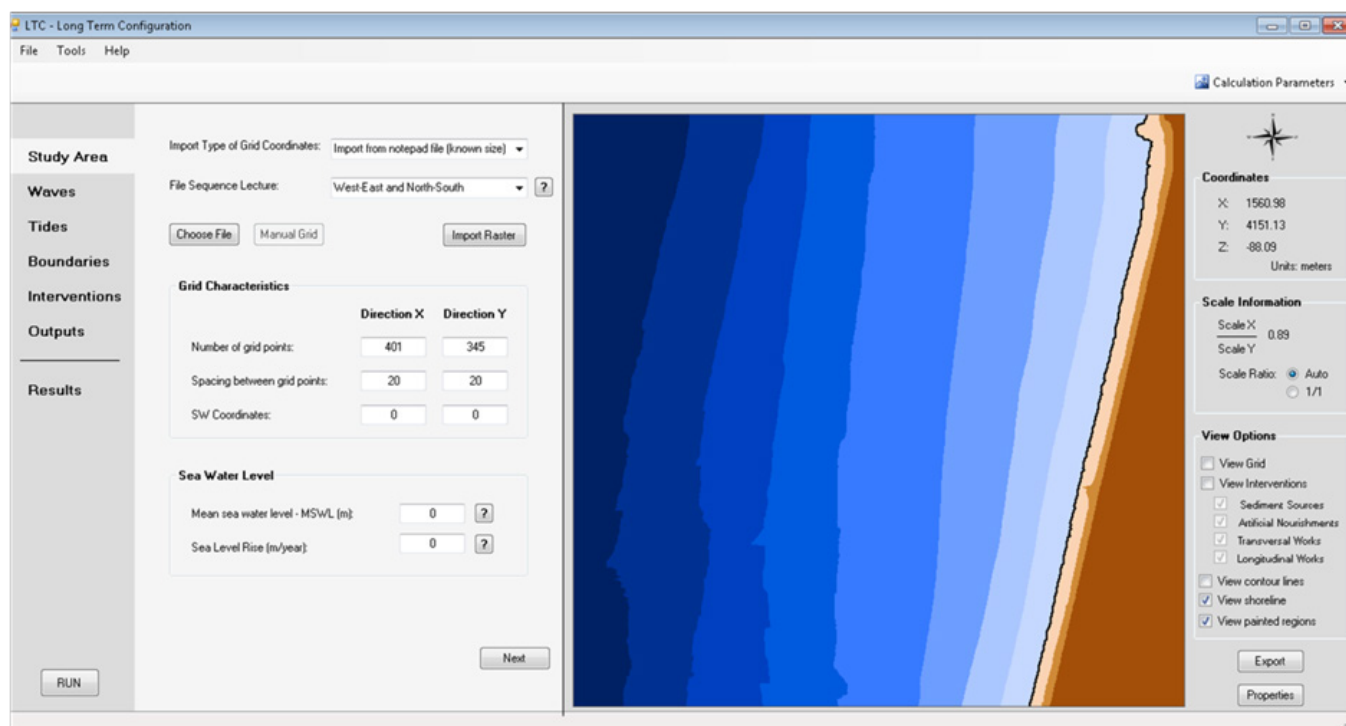 LTC - Long Term Configuration
File Tools Help
Calculation Parameters
Study Area
Waves
Tides
Boundaries
Interventions
Outputs
Results
RUN
Import Type of Grid Coordinates: Import from notepad file (known size)
File Sequence Lecture: West-East and North-South ?
Choose File Manual Grid Import Raster
Grid Characteristics
Direction X Direction Y
Number of grid points: 401 345
Spacing between grid points: 20 20
SW Coordinates: 0 0
Sea Water Level
Mean sea water level - MSWL (m): 0 ?
Sea Level Rise (m/year): 0 ?
Next
Coordinates
X: 1560.98
Y: 4151.13
Z: -88.09
Units: meters
Scale Information
Scale X
0.89
Scale Y
Scale Ratio: Auto
1/1
View Options
View Grid
View Interventions
Sediment Sources
Artificial Nourishments
Transversal Works
Longitudinal Works
View contour lines
View shoreline
View painted regions
Export
Properties